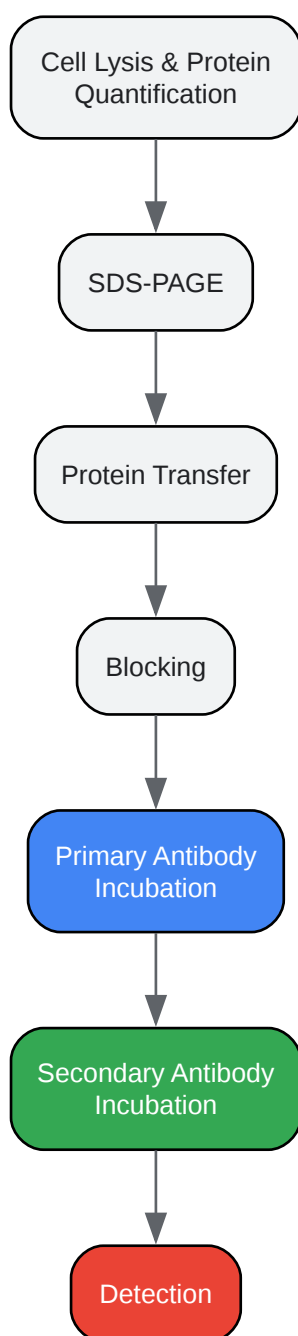 Cell Lysis & Protein
Quantification
SDS-PAGE
Protein Transfer
Blocking
Primary Antibody
Incubation
Secondary Antibody
Incubation
Detection